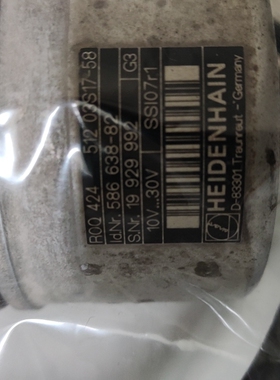 ROQ 424 512 03S17-58
Id.Nr. 586 638-82 G3
S.Nr. 19 929 992
10V...30V SSI07r1
HEIDENHAIN
D-83301 Traunreut - Germany